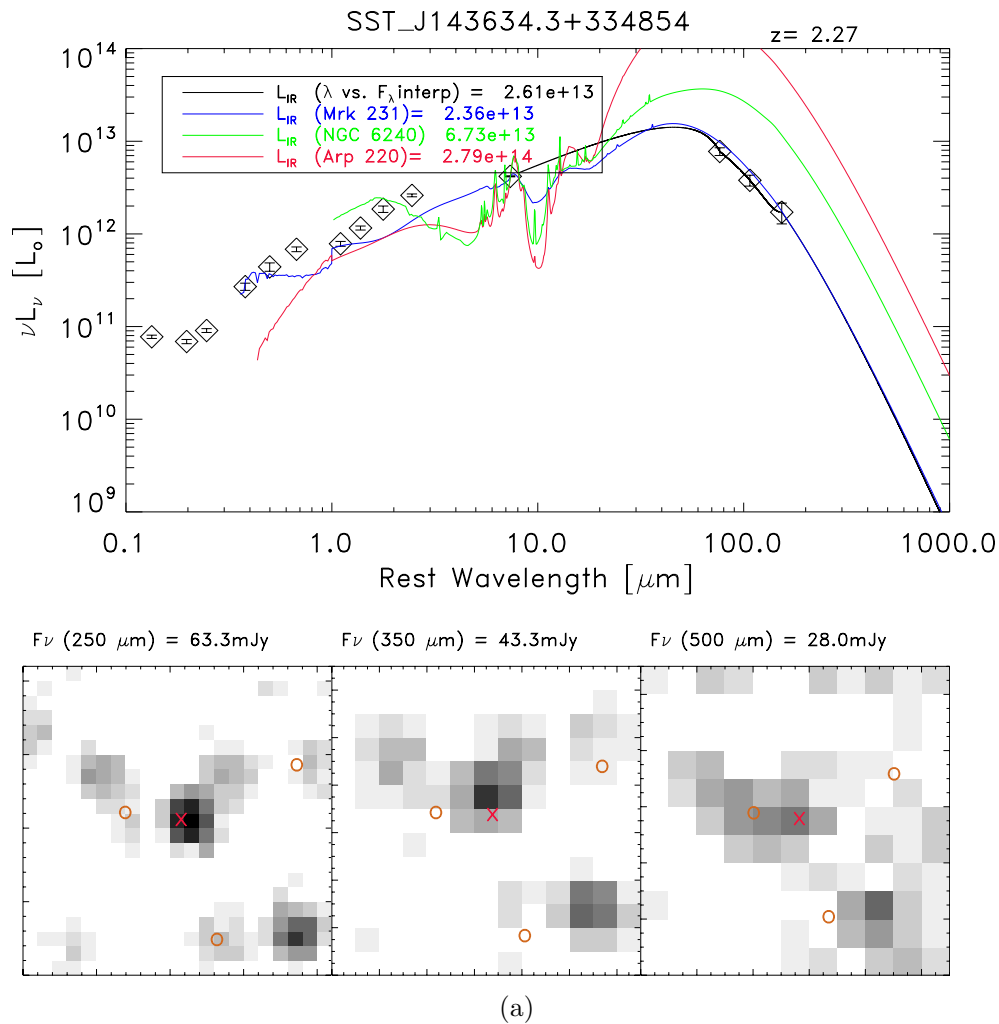 SST_J143634.3+334854
z= 2.27
10^14
10^13
10^12
10^11
10^10
10^9
νL_ν [L_o]
L_IR (λ vs. F_λ interp) = 2.61e+13
L_IR (Mrk 231)= 2.36e+13
L_IR (NGC 6240) 6.73e+13
L_IR (Arp 220)= 2.79e+14
0.1 1.0 10.0 100.0 1000.0
Rest Wavelength [μm]
Fν (250 μm) = 63.3mJy Fν (350 μm) = 43.3mJy Fν (500 μm) = 28.0mJy
(a)